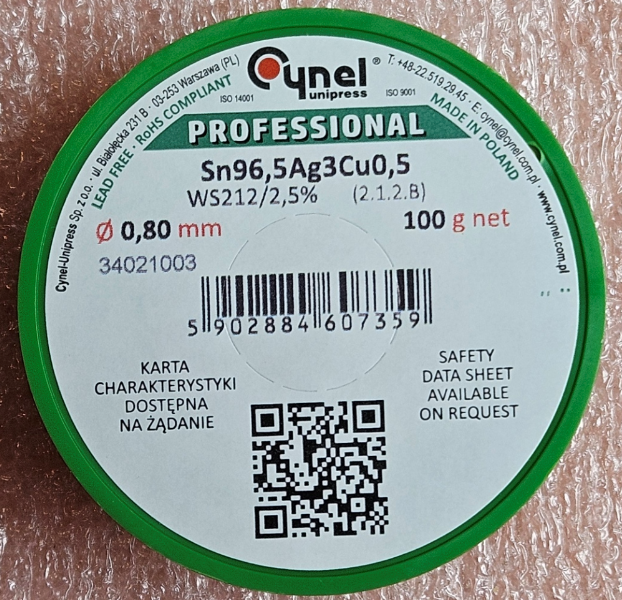 Cynel®
unipress
ISO 14001
ISO 9001
Cynel-Unipress Sp. z o.o. · ul. Białołęcka 231 B · 03-253 Warszawa (PL)
T: +48-22.519.29.45 · E: cynel@cynel.com.pl · www.cynel.com.pl
LEAD FREE · RoHS COMPLIANT
MADE IN POLAND
PROFESSIONAL
Sn96,5Ag3Cu0,5
WS212/2,5% (2.1.2.B)
Ø 0,80 mm
100 g net
34021003
5 902884 607359
KARTA
CHARAKTERYSTYKI
DOSTĘPNA
NA ŻĄDANIE
SAFETY
DATA SHEET
AVAILABLE
ON REQUEST